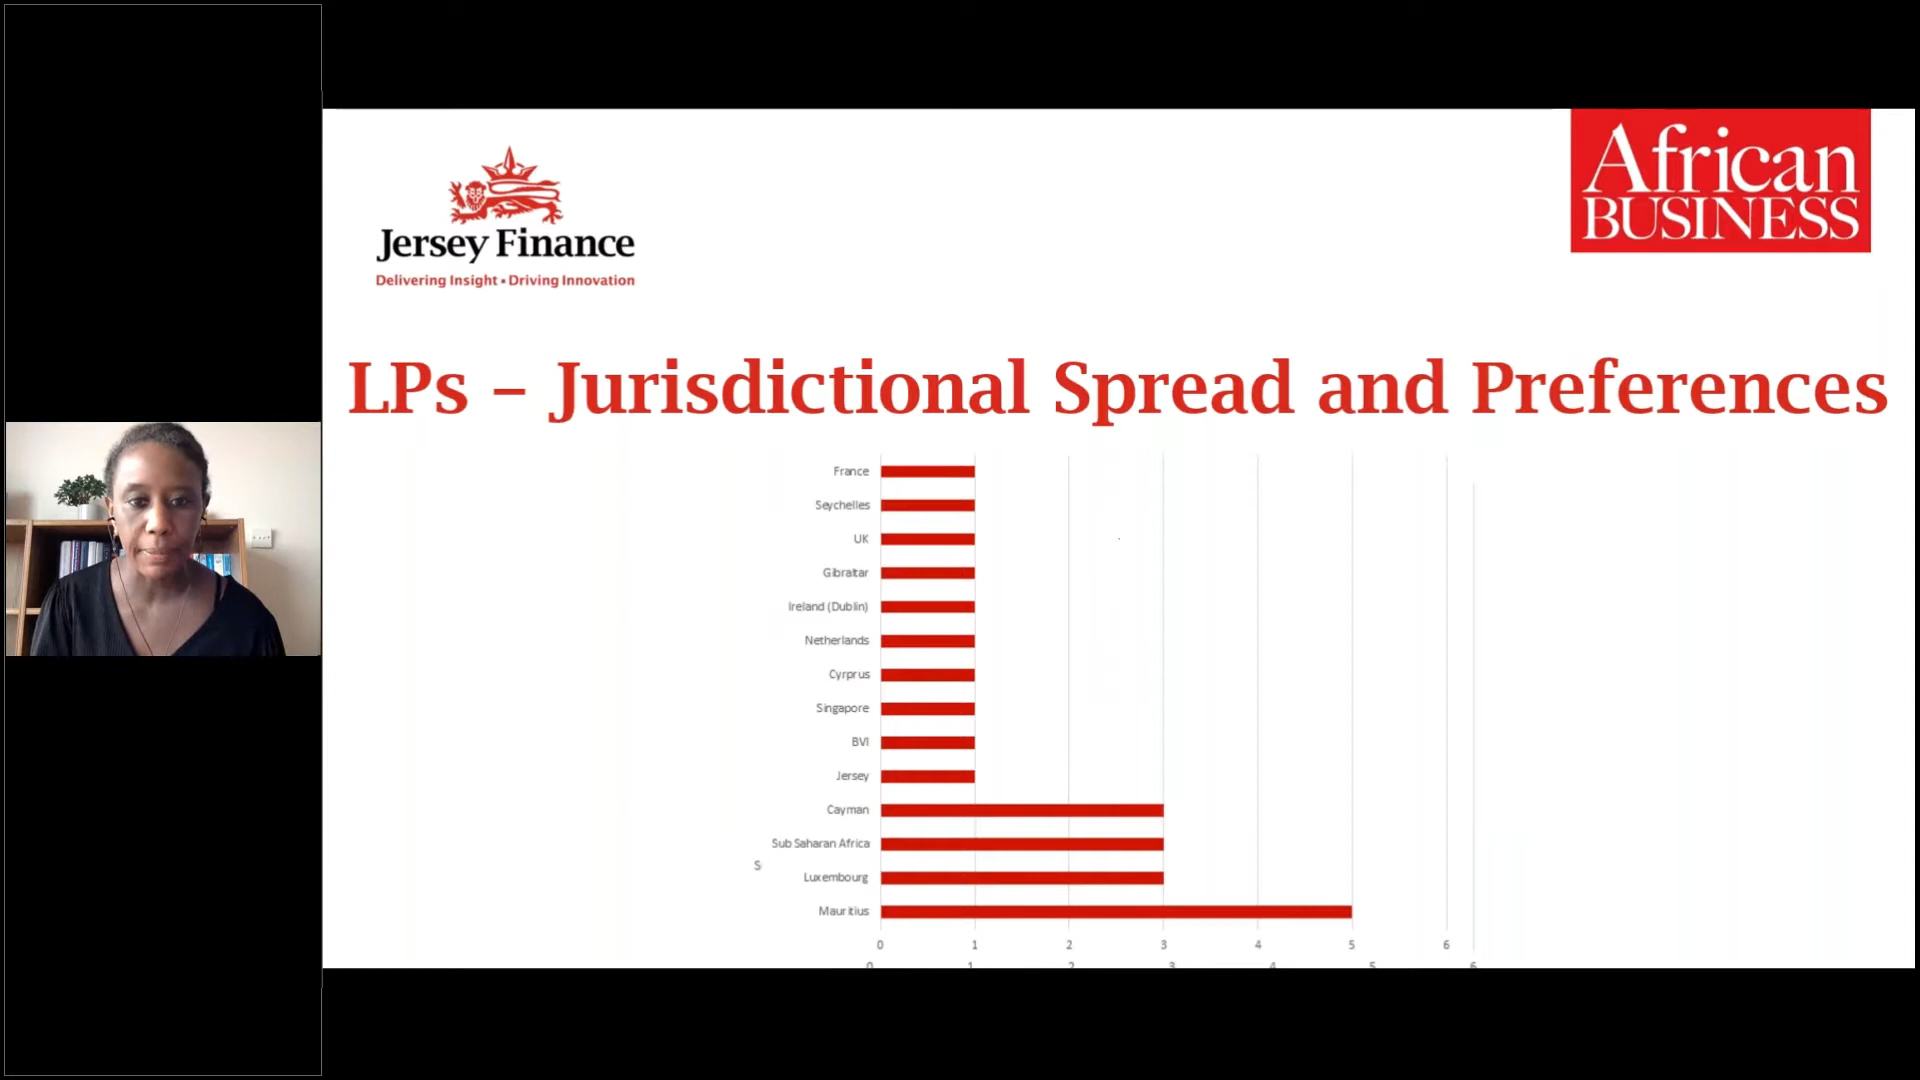 Jersey Finance
Delivering Insight • Driving Innovation
African
BUSINESS
LPs – Jurisdictional Spread and Preferences
France
Seychelles
UK
Gibraltar
Ireland (Dublin)
Netherlands
Cyrprus
Singapore
BVI
Jersey
Cayman
Sub Saharan Africa
S
Luxembourg
Mauritius
0 1 2 3 4 5 6
0 1 2 3 4 5 6